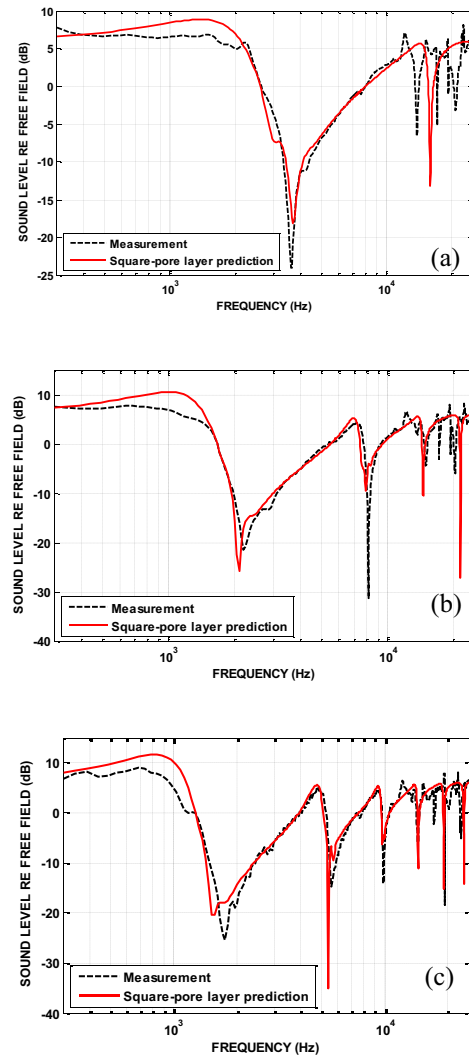 10
5
0
-5
-10
-15
-20
-25
SOUND LEVEL RE FREE FIELD (dB)
Measurement
Square-pore layer prediction
(a)
10³
10⁴
FREQUENCY (Hz)
10
0
-10
-20
-30
-40
SOUND LEVEL RE FREE FIELD (dB)
Measurement
Square-pore layer prediction
(b)
10³
10⁴
FREQUENCY (Hz)
10
0
-10
-20
-30
-40
SOUND LEVEL RE FREE FIELD (dB)
Measurement
Square-pore layer prediction
(c)
10³
10⁴
FREQUENCY (Hz)